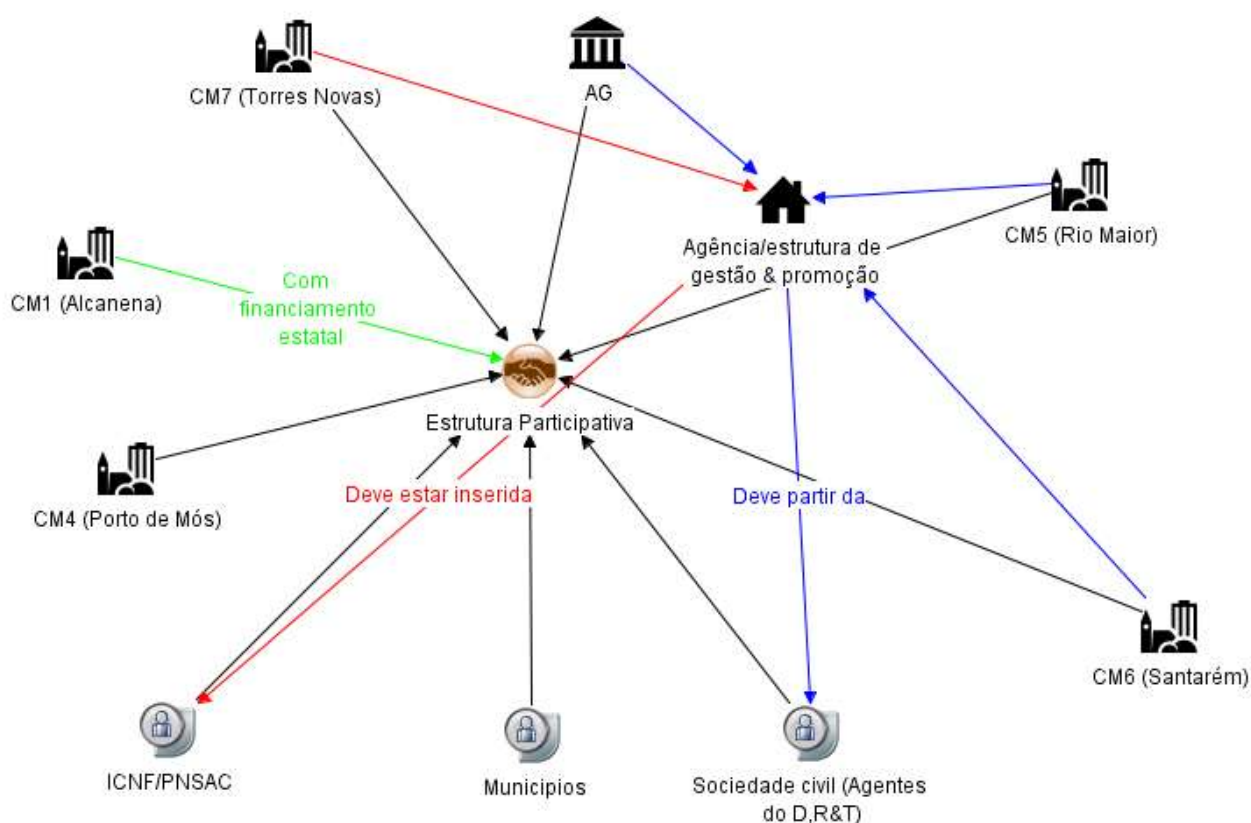 CM7 (Torres Novas)
AG
CM5 (Rio Maior)
Agência/estrutura de
gestão & promoção
CM1 (Alcanena)
Com
financiamento
estatal
Estrutura Participativa
CM4 (Porto de Mós)
Deve estar inserida
Deve partir da
CM6 (Santarém)
ICNF/PNSAC
Municipios
Sociedade civil (Agentes
do D,R&T)